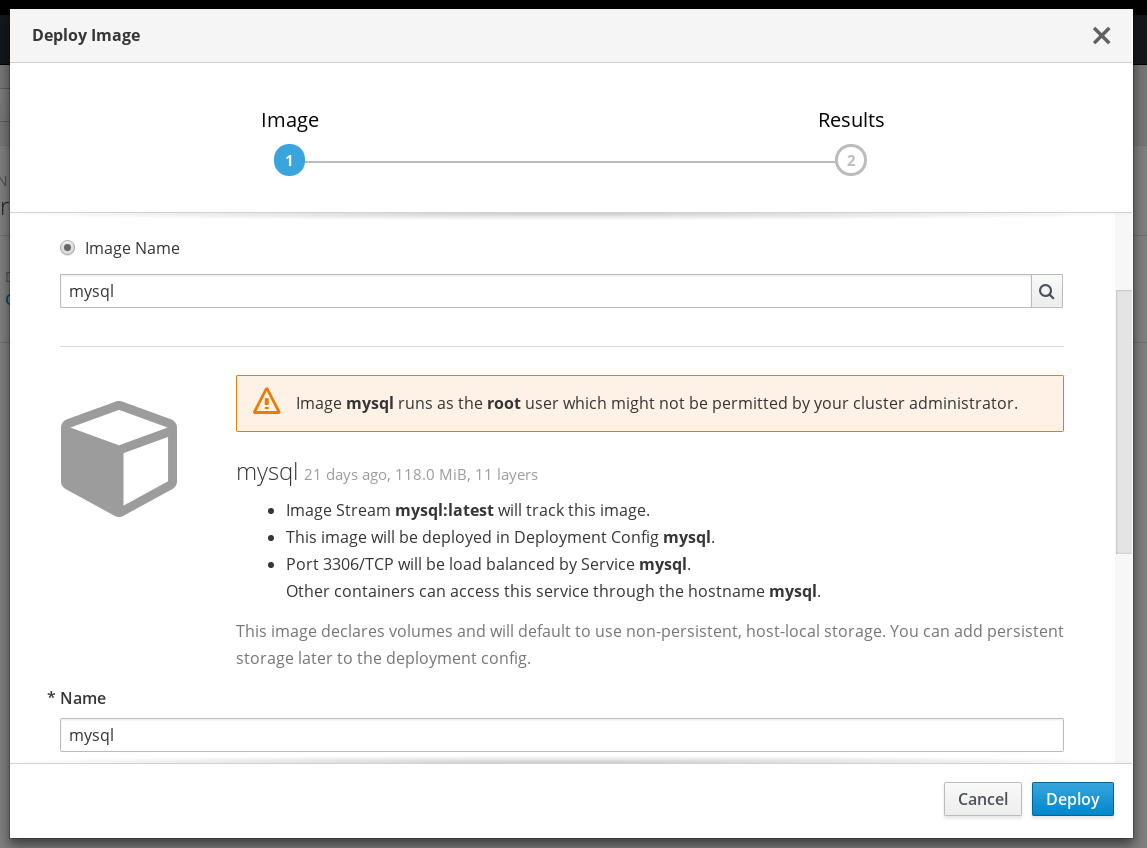 Deploy Image
Image
Results
1
2
Image Name
mysql
Image mysql runs as the root user which might not be permitted by your cluster administrator.
mysql 21 days ago, 118.0 MiB, 11 layers
Image Stream mysql:latest will track this image.
This image will be deployed in Deployment Config mysql.
Port 3306/TCP will be load balanced by Service mysql.
Other containers can access this service through the hostname mysql.
This image declares volumes and will default to use non-persistent, host-local storage. You can add persistent
storage later to the deployment config.
* Name
mysql
Cancel
Deploy